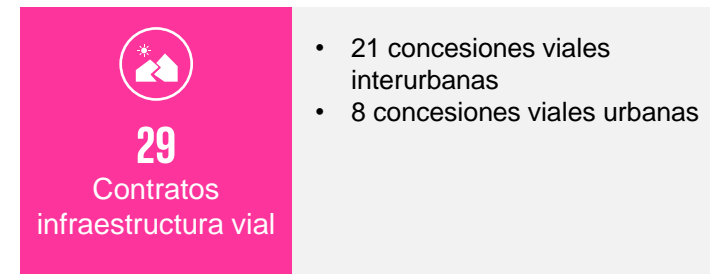 29
Contratos
infraestructura vial
• 21 concesiones viales
interurbanas
• 8 concesiones viales urbanas